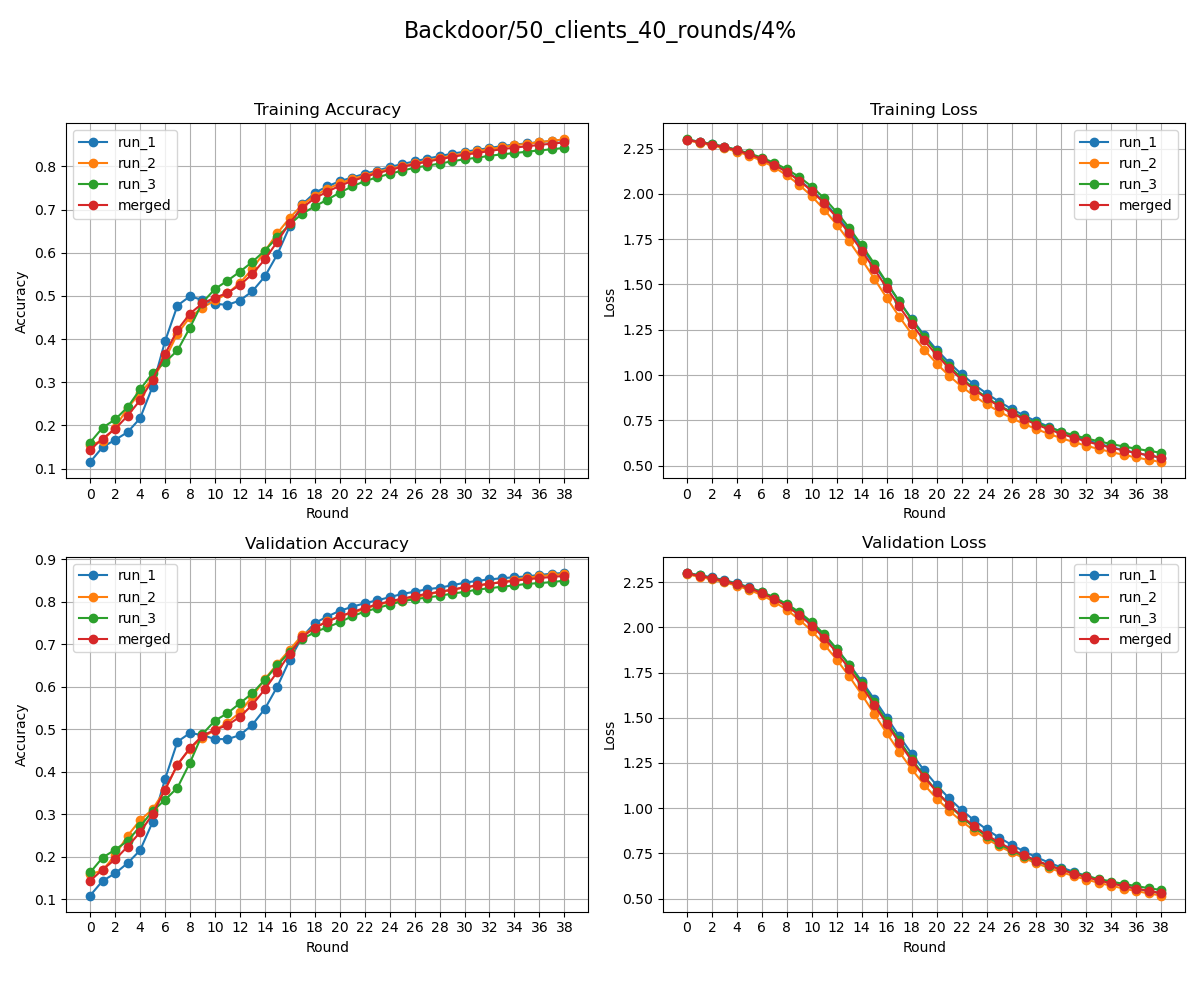 Backdoor/50_clients_40_rounds/4%
Training Accuracy
run_1
run_2
run_3
merged
Accuracy
0.8
0.7
0.6
0.5
0.4
0.3
0.2
0.1
0 2 4 6 8 10 12 14 16 18 20 22 24 26 28 30 32 34 36 38
Round
Training Loss
run_1
run_2
run_3
merged
Loss
2.25
2.00
1.75
1.50
1.25
1.00
0.75
0.50
0 2 4 6 8 10 12 14 16 18 20 22 24 26 28 30 32 34 36 38
Round
Validation Accuracy
run_1
run_2
run_3
merged
Accuracy
0.9
0.8
0.7
0.6
0.5
0.4
0.3
0.2
0.1
0 2 4 6 8 10 12 14 16 18 20 22 24 26 28 30 32 34 36 38
Round
Validation Loss
run_1
run_2
run_3
merged
Loss
2.25
2.00
1.75
1.50
1.25
1.00
0.75
0.50
0 2 4 6 8 10 12 14 16 18 20 22 24 26 28 30 32 34 36 38
Round